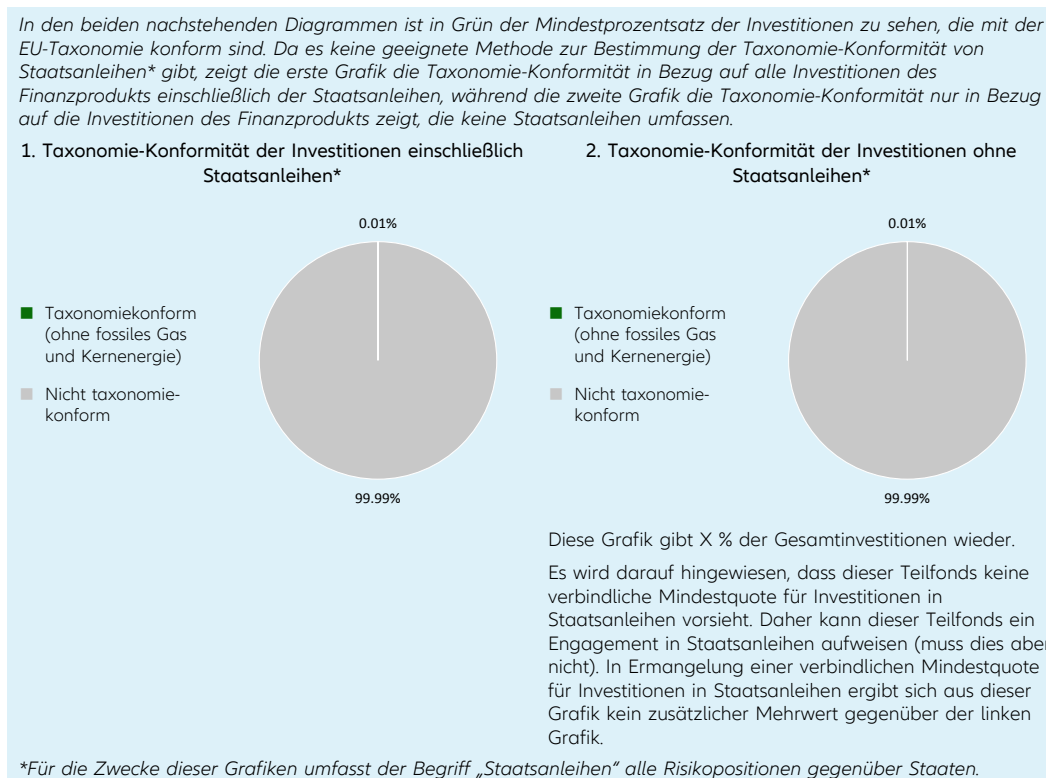 In den beiden nachstehenden Diagrammen ist in Grün der Mindestprozentsatz der Investitionen zu sehen, die mit der
EU-Taxonomie konform sind. Da es keine geeignete Methode zur Bestimmung der Taxonomie-Konformität von
Staatsanleihen* gibt, zeigt die erste Grafik die Taxonomie-Konformität in Bezug auf alle Investitionen des
Finanzprodukts einschließlich der Staatsanleihen, während die zweite Grafik die Taxonomie-Konformität nur in Bezug
auf die Investitionen des Finanzprodukts zeigt, die keine Staatsanleihen umfassen.
1. Taxonomie-Konformität der Investitionen einschließlich
Staatsanleihen*
0.01%
Taxonomiekonform
(ohne fossiles Gas
und Kernenergie)
Nicht taxonomie-
konform
99.99%
2. Taxonomie-Konformität der Investitionen ohne
Staatsanleihen*
0.01%
Taxonomiekonform
(ohne fossiles Gas
und Kernenergie)
Nicht taxonomie-
konform
99.99%
Diese Grafik gibt X % der Gesamtinvestitionen wieder.
Es wird darauf hingewiesen, dass dieser Teilfonds keine
verbindliche Mindestquote für Investitionen in
Staatsanleihen vorsieht. Daher kann dieser Teilfonds ein
Engagement in Staatsanleihen aufweisen (muss dies aber
nicht). In Ermangelung einer verbindlichen Mindestquote
für Investitionen in Staatsanleihen ergibt sich aus dieser
Grafik kein zusätzlicher Mehrwert gegenüber der linken
Grafik.
*Für die Zwecke dieser Grafiken umfasst der Begriff „Staatsanleihen" alle Risikopositionen gegenüber Staaten.